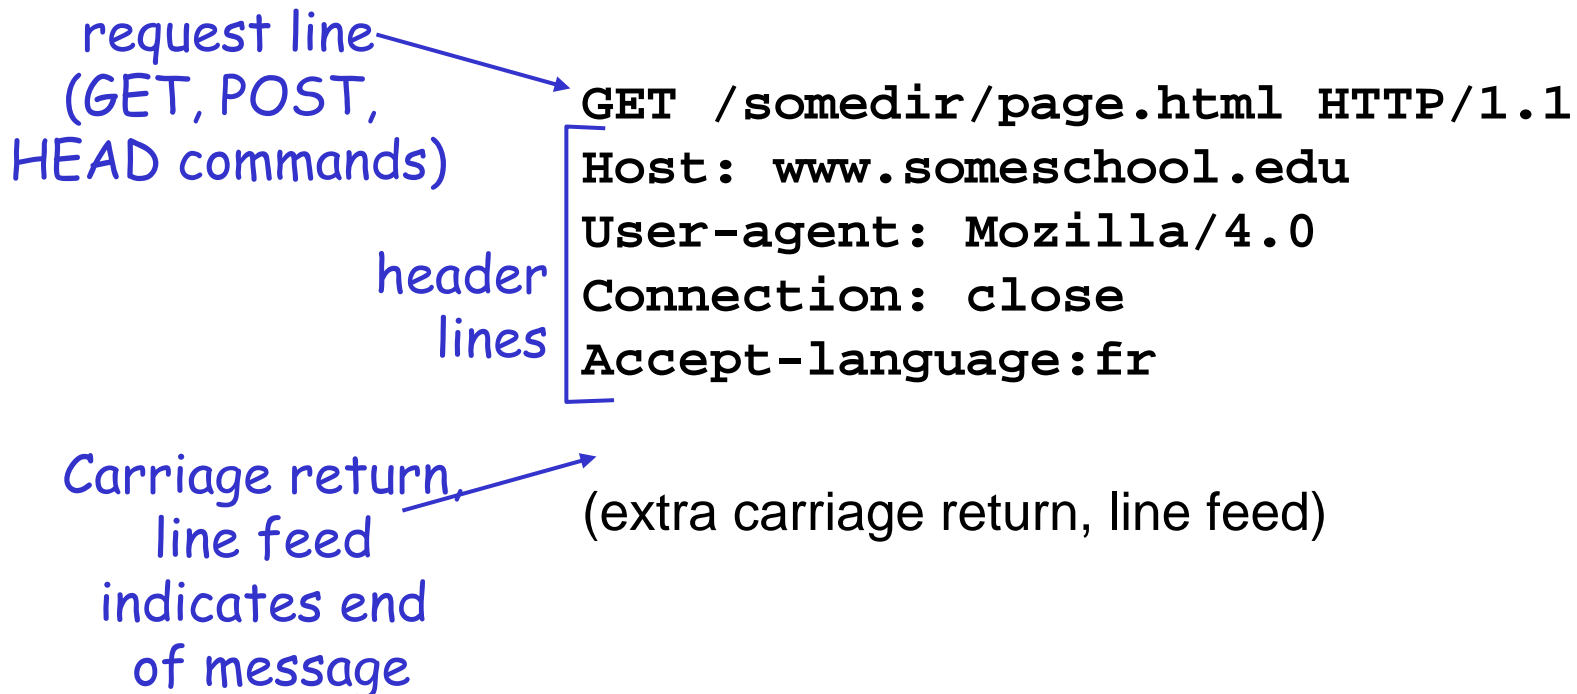 request line
(GET, POST,
HEAD commands)
GET /somedir/page.html HTTP/1.1
Host: www.someschool.edu
User-agent: Mozilla/4.0
Connection: close
Accept-language:fr
header
lines
Carriage return,
line feed
indicates end
of message
(extra carriage return, line feed)